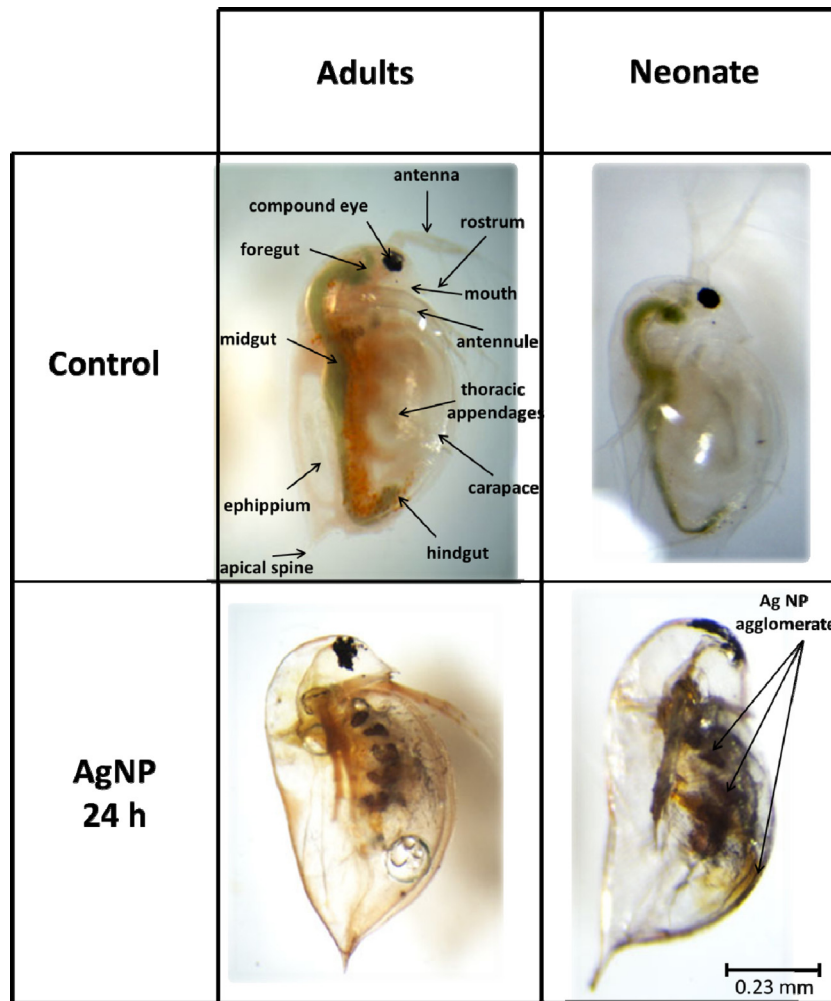 Adults
Neonate
Control
antenna
compound eye
rostrum
foregut
mouth
antennule
midgut
thoracic
appendages
carapace
ephippium
hindgut
apical spine
AgNP
24 h
Ag NP
agglomerate
0.23 mm